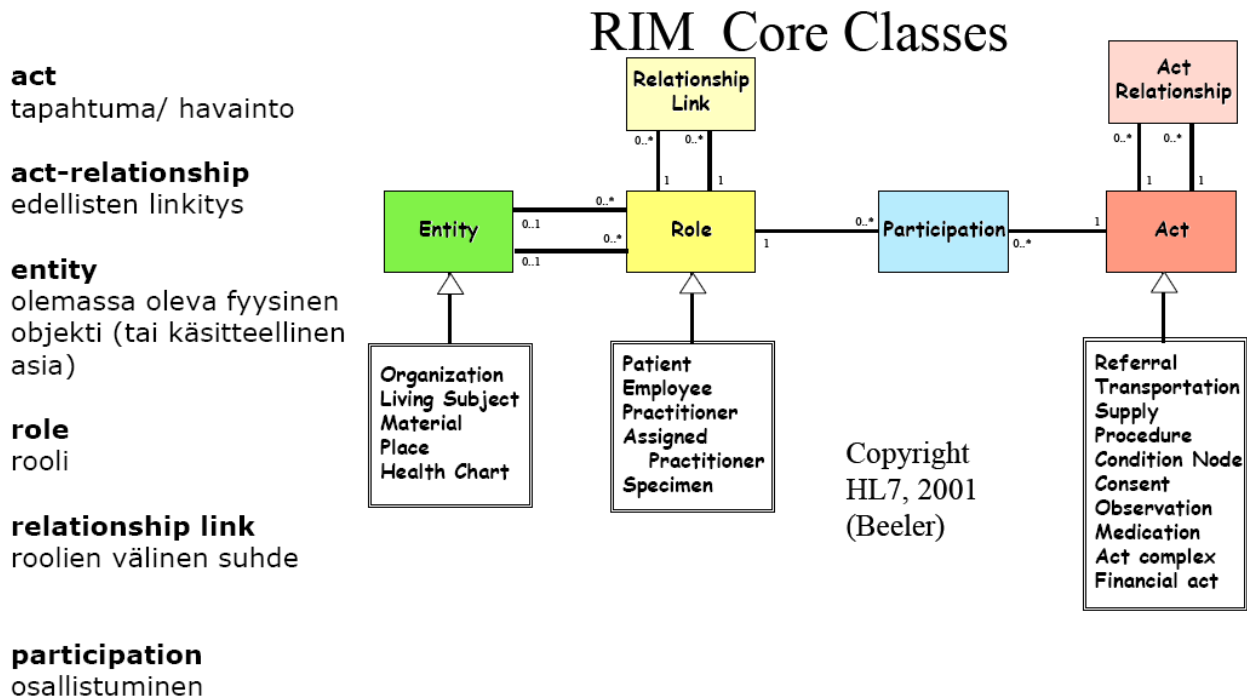 RIM Core Classes
act
tapahtuma/ havainto
act-relationship
edellisten linkitys
entity
olemassa oleva fyysinen
objekti (tai käsitteellinen
asia)
role
rooli
relationship link
roolien välinen suhde
participation
osallistuminen
Relationship
Link
Act
Relationship
0..*
0..*
1
1
0..*
0..*
1
1
Entity
0..1
0..*
0..1
0..*
Role
1
0..*
Participation
0..*
1
Act
Organization
Living Subject
Material
Place
Health Chart
Patient
Employee
Practitioner
Assigned
Practitioner
Specimen
Copyright
HL7, 2001
(Beeler)
Referral
Transportation
Supply
Procedure
Condition Node
Consent
Observation
Medication
Act complex
Financial act